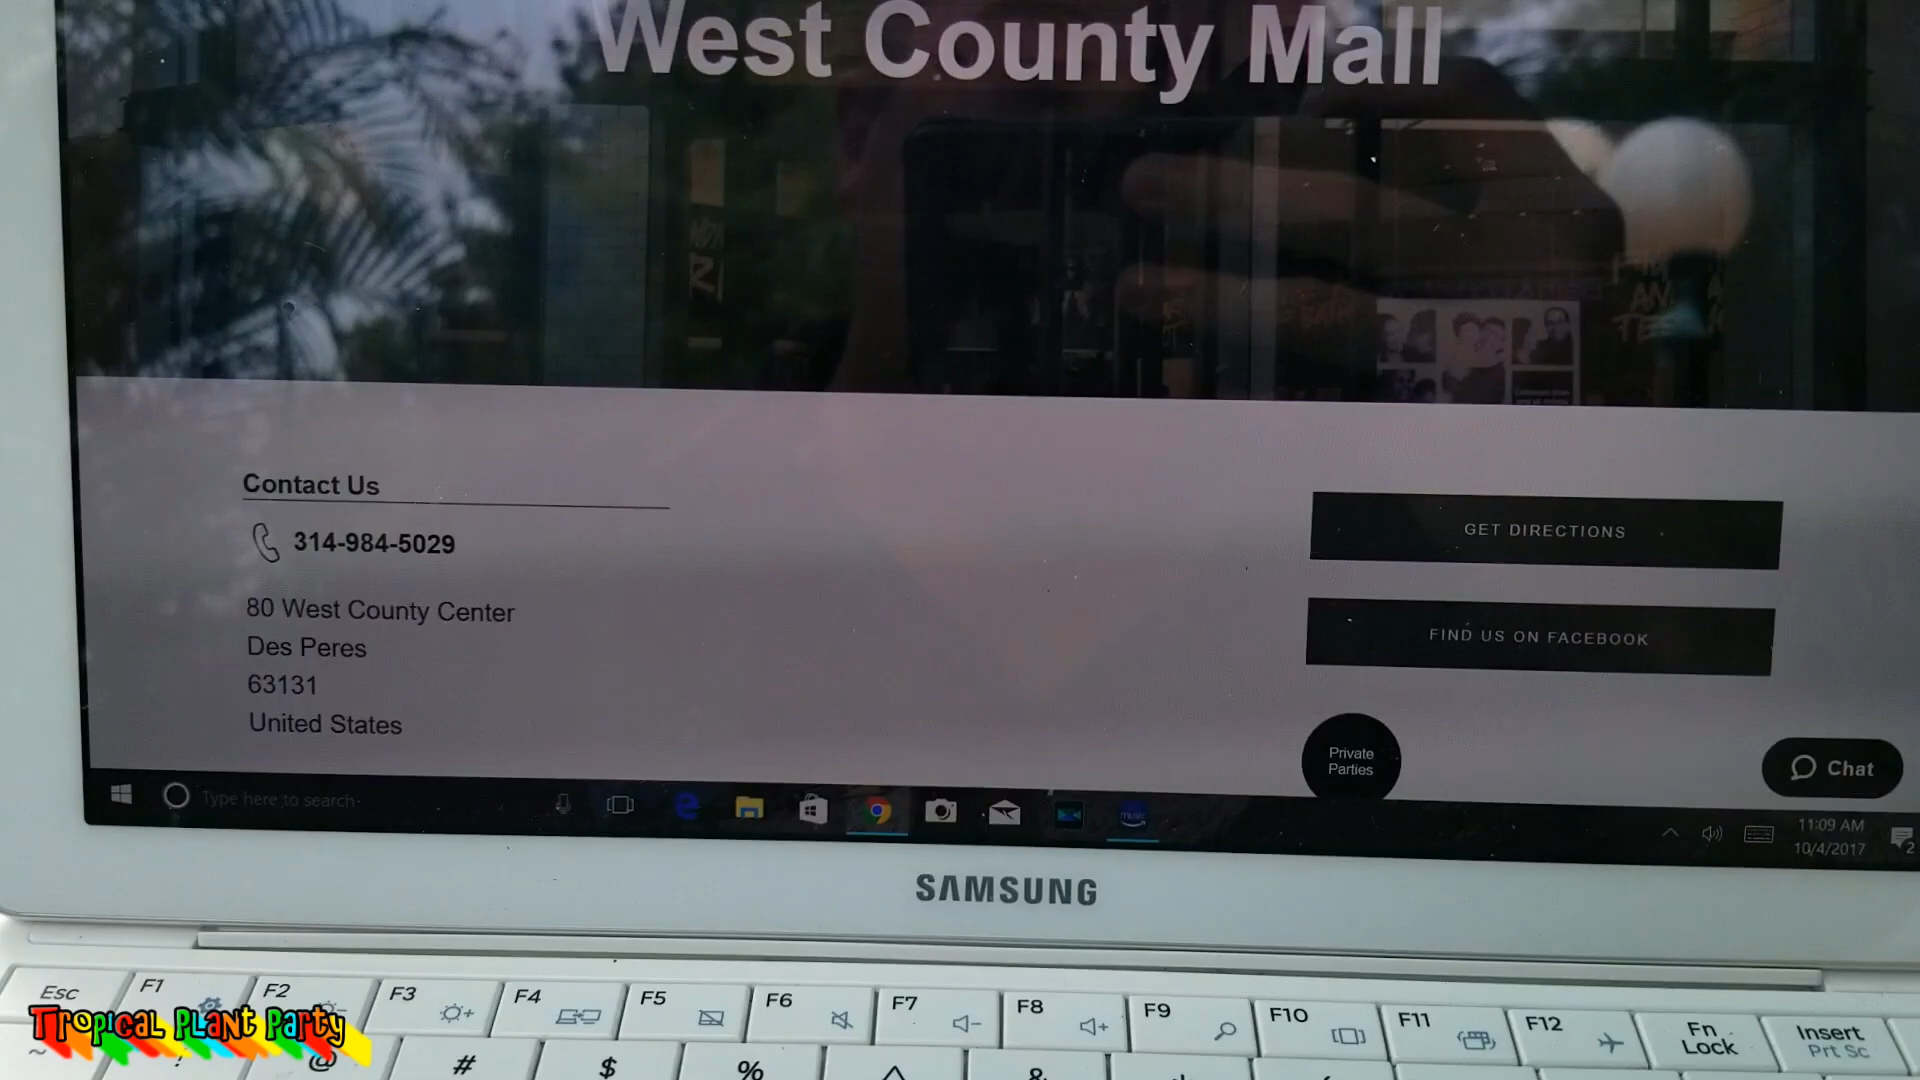 West County Mall
Contact Us
314-984-5029
80 West County Center
Des Peres
63131
United States
GET DIRECTIONS
FIND US ON FACEBOOK
Private
Parties
Chat
Type here to search
music
11:09 AM
10/4/2017
2
SAMSUNG
Esc
F1
F2
F3
F4
F5
F6
F7
F8
F9
F10
F11
F12
Fn
Lock
Insert
Prt Sc
Tropical Plant Party
~
!
@
#
$
%
&